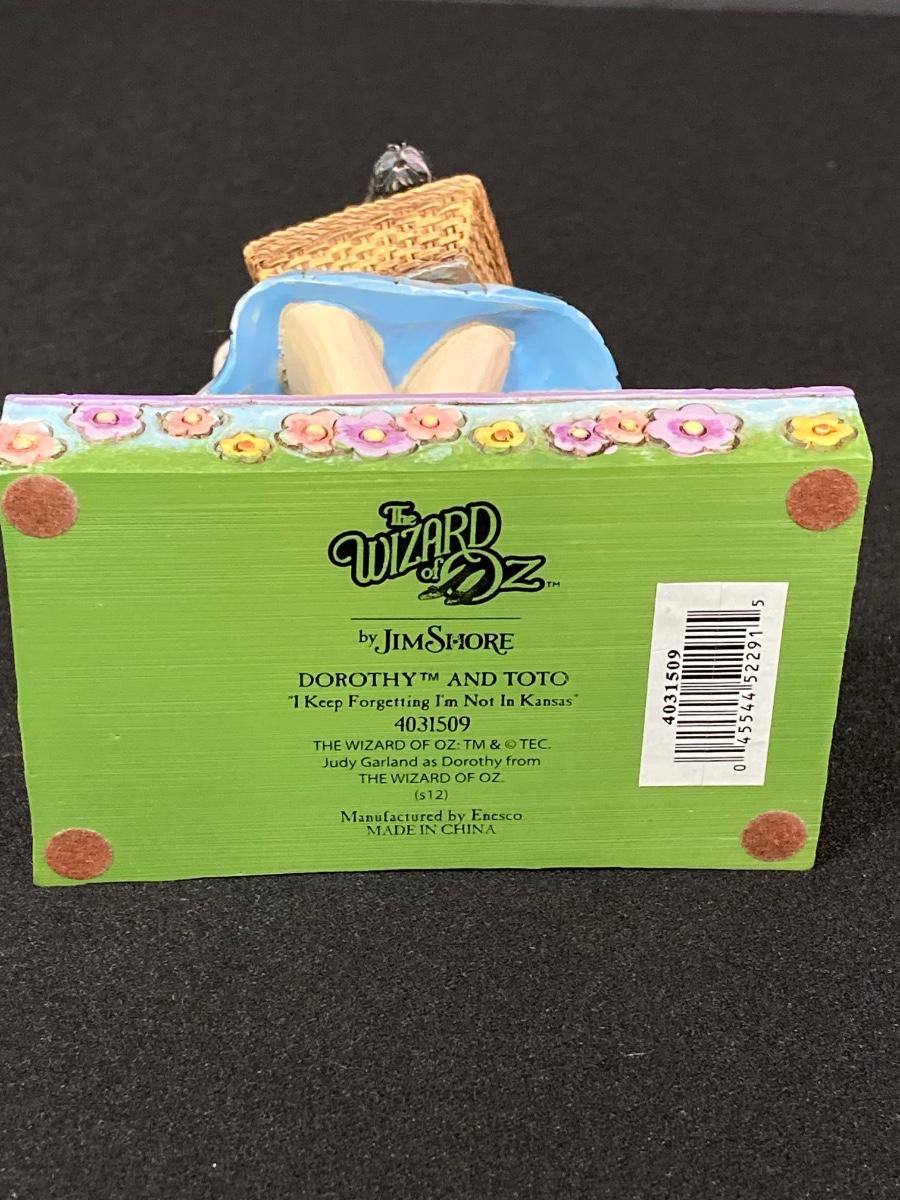 The
WIZARD
of OZ™
by JIM SHORE
DOROTHY™ AND TOTO
"I Keep Forgetting I'm Not In Kansas"
4031509
THE WIZARD OF OZ: TM & © TEC.
Judy Garland as Dorothy from
THE WIZARD OF OZ.
(s12)
Manufactured by Enesco
MADE IN CHINA
4031509
0 45544 52291 5